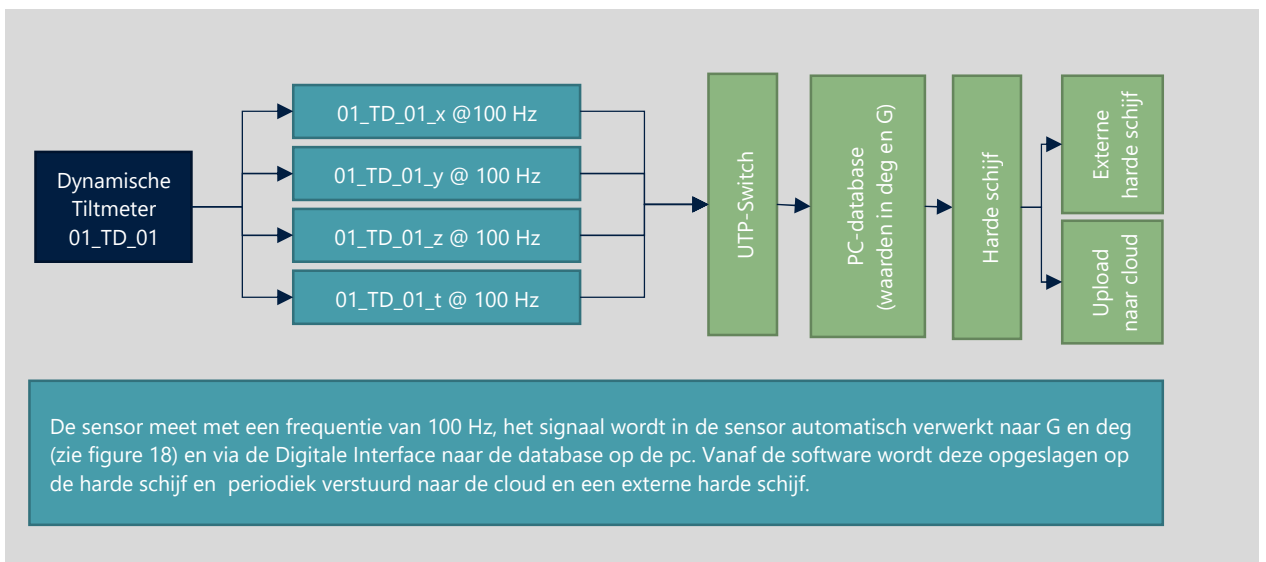 Dynamische
Tiltmeter
01_TD_01
01_TD_01_x @100 Hz
01_TD_01_y @ 100 Hz
01_TD_01_z @ 100 Hz
01_TD_01_t @ 100 Hz
UTP-Switch
PC-database
(waarden in deg en G)
Harde schijf
Externe
harde schijf
Upload
naar cloud
De sensor meet met een frequentie van 100 Hz, het signaal wordt in de sensor automatisch verwerkt naar G en deg
(zie figure 18) en via de Digitale Interface naar de database op de pc. Vanaf de software wordt deze opgeslagen op
de harde schijf en  periodiek verstuurd naar de cloud en een externe harde schijf.